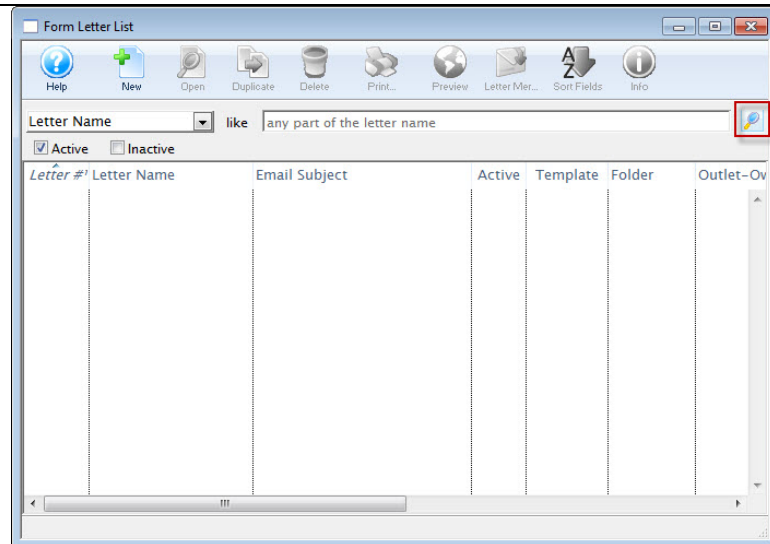 Form Letter List
Help New Open Duplicate Delete Print... Preview Letter Mer... Sort Fields Info
Letter Name like any part of the letter name
Active Inactive
Letter # Letter Name Email Subject Active Template Folder Outlet-Ow